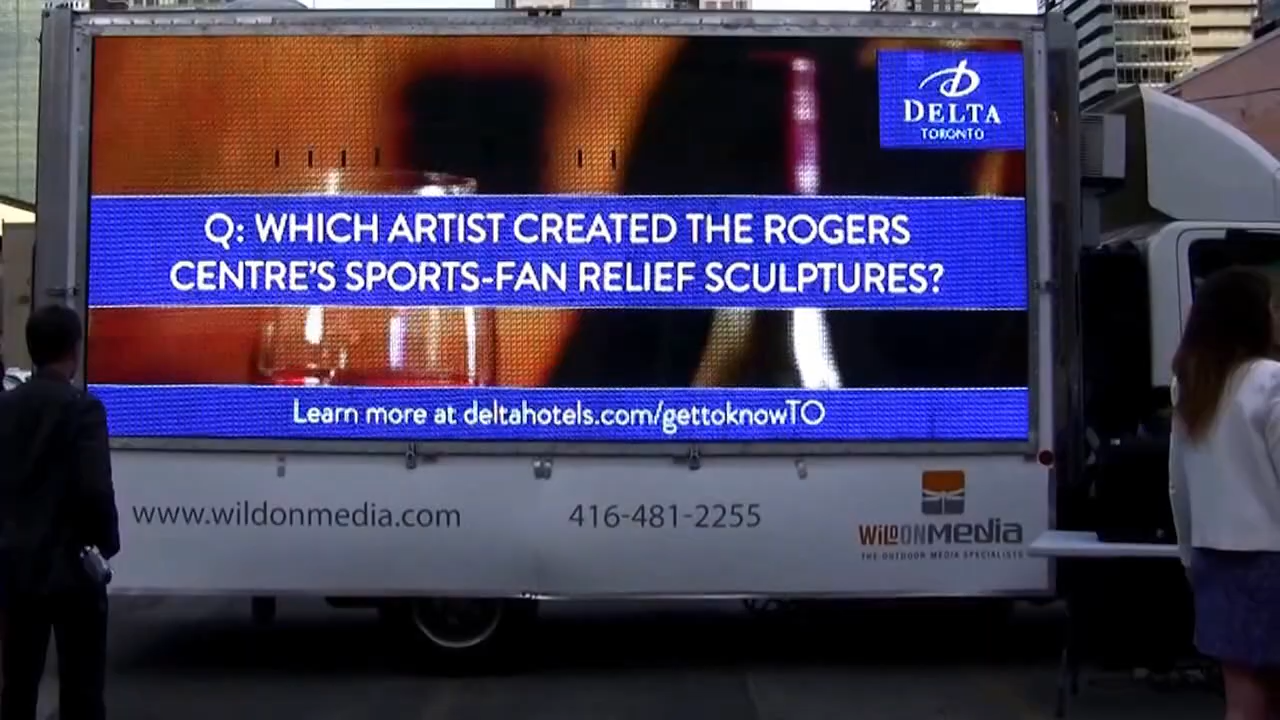 DELTA
TORONTO
Q: WHICH ARTIST CREATED THE ROGERS
CENTRE'S SPORTS-FAN RELIEF SCULPTURES?
Learn more at deltahotels.com/gettoknowTO
www.wildonmedia.com
416-481-2255
WILDONMEDIA
THE OUTDOOR MEDIA SPECIALISTS